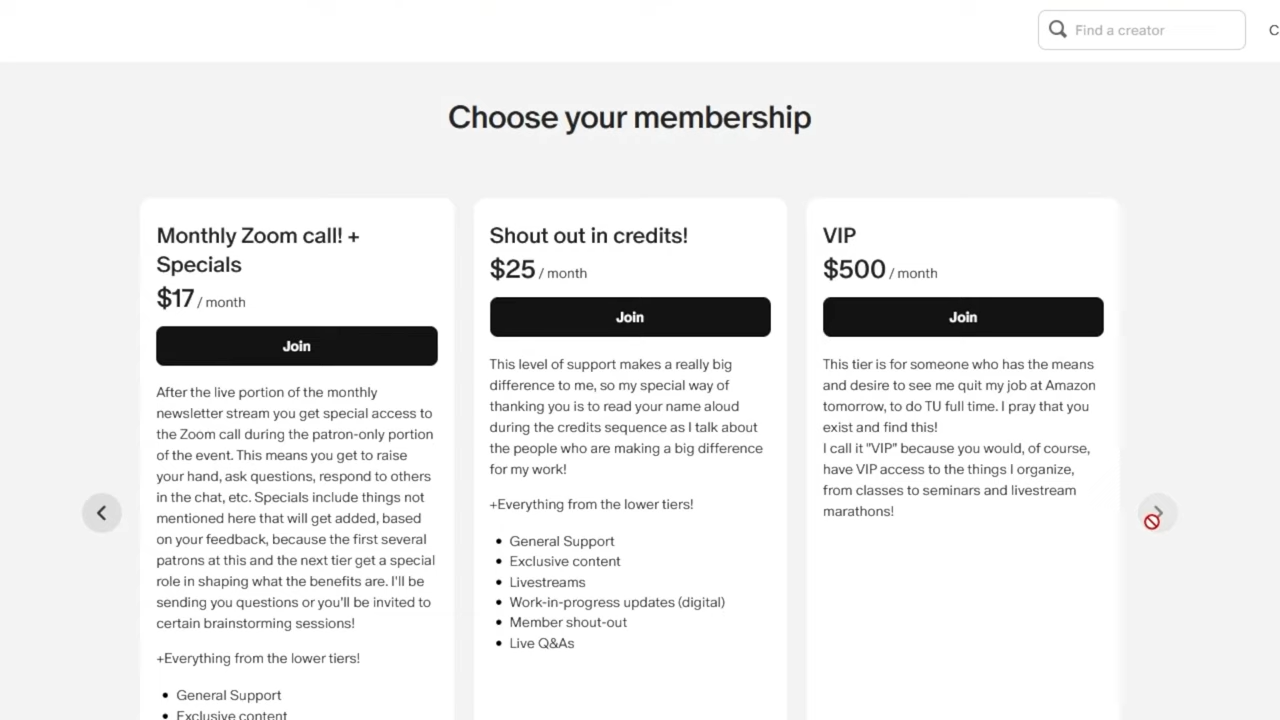 Find a creator
C
Choose your membership
Monthly Zoom call! +
Specials
$17 / month
Join
After the live portion of the monthly
newsletter stream you get special access to
the Zoom call during the patron-only portion
of the event. This means you get to raise
your hand, ask questions, respond to others
in the chat, etc. Specials include things not
mentioned here that will get added, based
on your feedback, because the first several
patrons at this and the next tier get a special
role in shaping what the benefits are. I'll be
sending you questions or you'll be invited to
certain brainstorming sessions!
+Everything from the lower tiers!
• General Support
• Exclusive content
Shout out in credits!
$25 / month
Join
This level of support makes a really big
difference to me, so my special way of
thanking you is to read your name aloud
during the credits sequence as I talk about
the people who are making a big difference
for my work!
+Everything from the lower tiers!
• General Support
• Exclusive content
• Livestreams
• Work-in-progress updates (digital)
• Member shout-out
• Live Q&As
VIP
$500 / month
Join
This tier is for someone who has the means
and desire to see me quit my job at Amazon
tomorrow, to do TU full time. I pray that you
exist and find this!
I call it "VIP" because you would, of course,
have VIP access to the things I organize,
from classes to seminars and livestream
marathons!